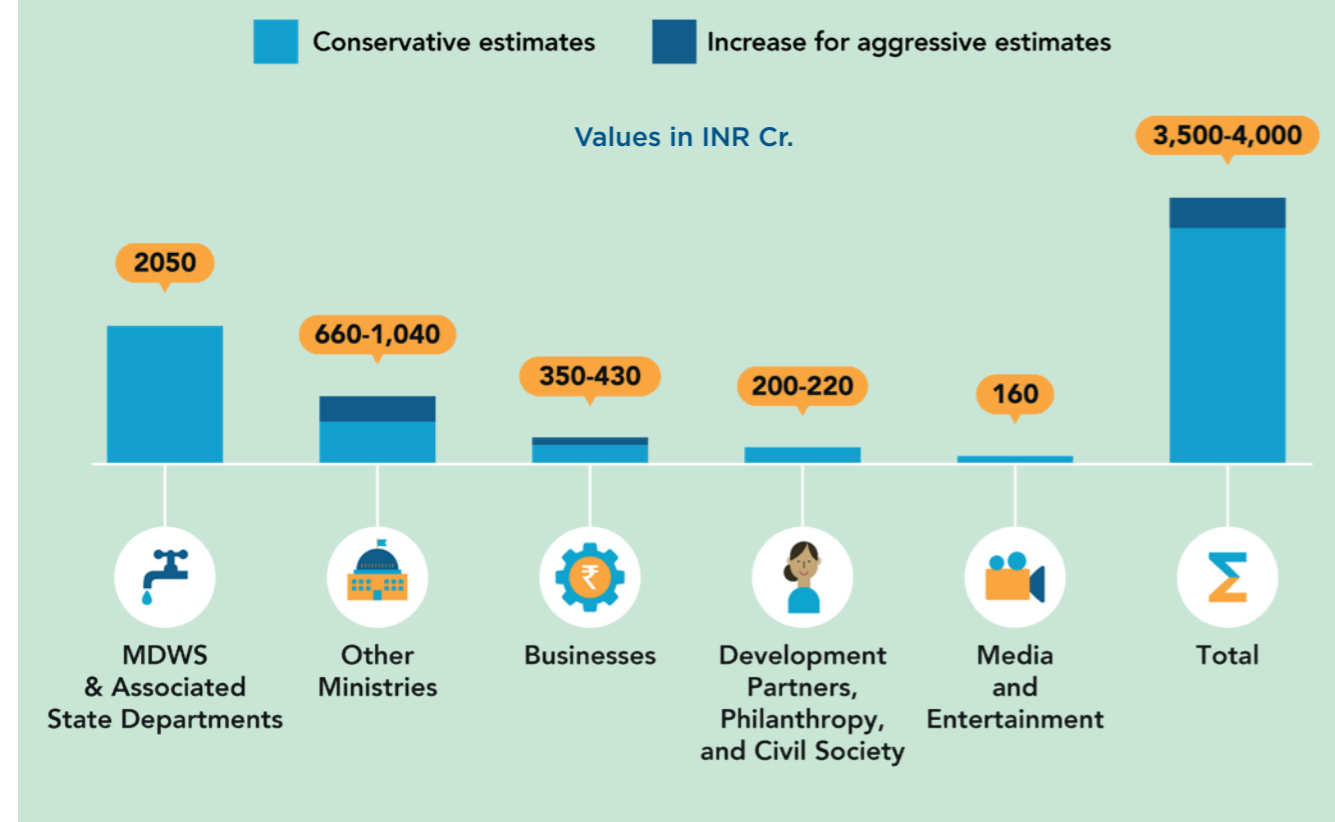 Conservative estimates
Increase for aggressive estimates
Values in INR Cr.
3,500-4,000
2050
660-1,040
350-430
200-220
160
₹
MDWS
& Associated
State Departments
Other
Ministries
Businesses
Development
Partners,
Philanthropy,
and Civil Society
Media
and
Entertainment
Σ
Total